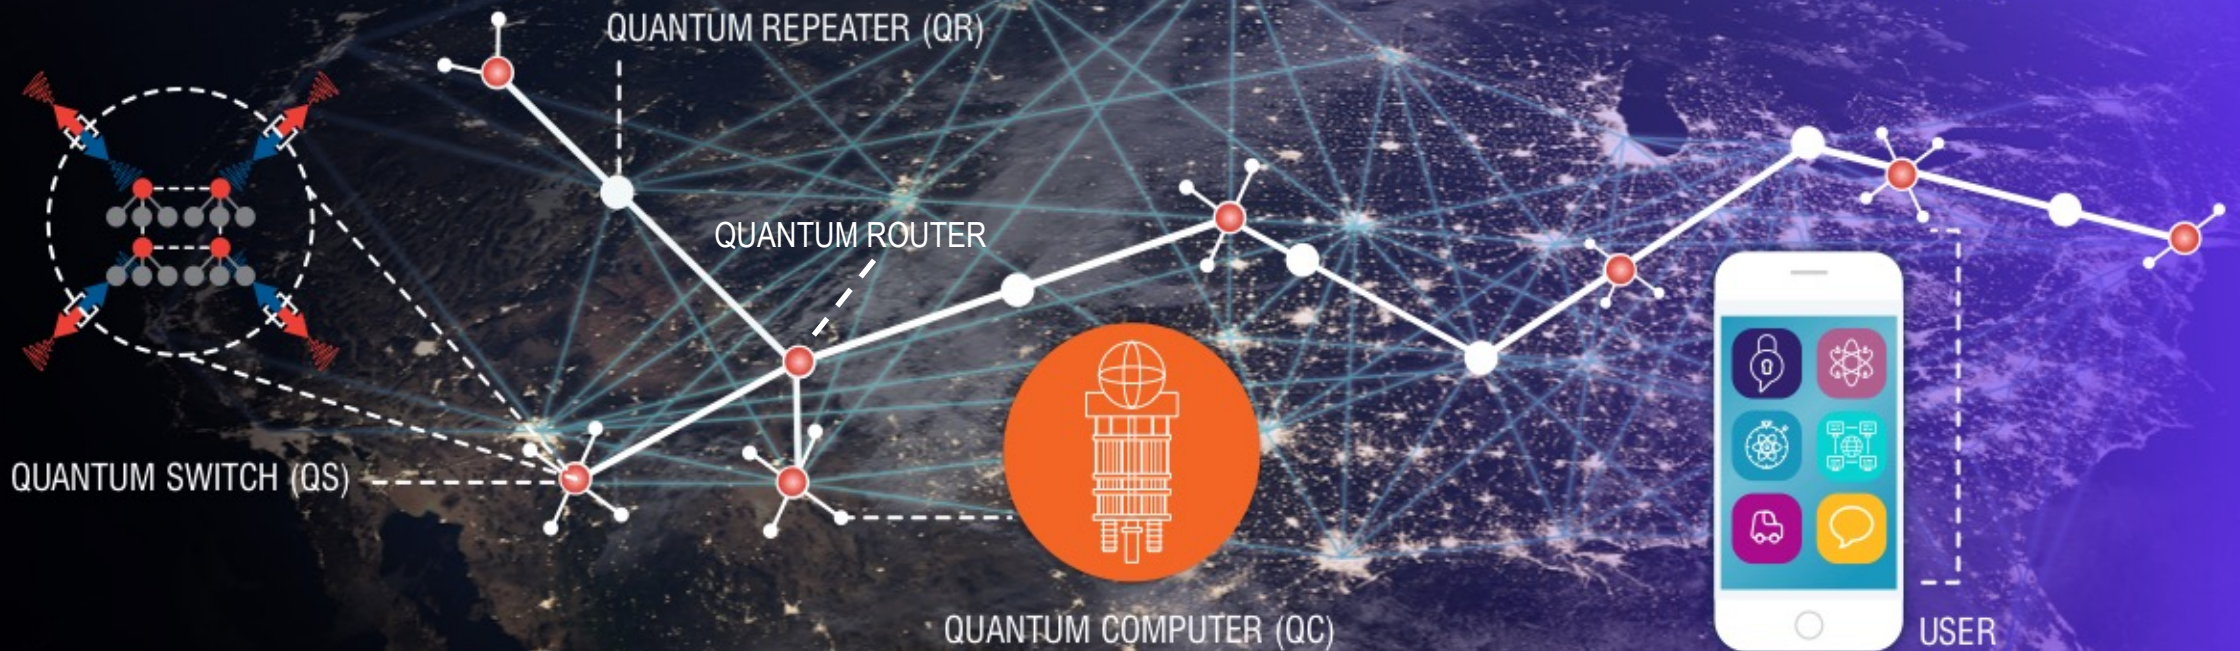 QUANTUM REPEATER (QR)
QUANTUM ROUTER
QUANTUM SWITCH (QS)
QUANTUM COMPUTER (QC)
USER